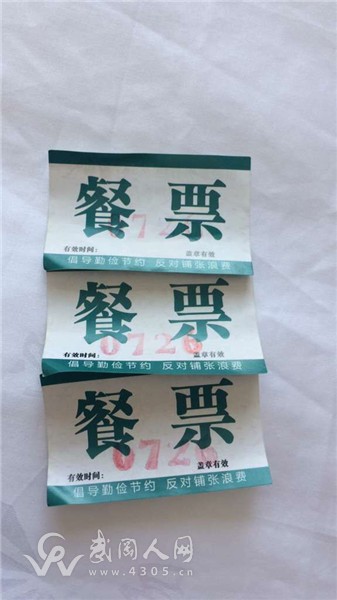 餐 票
72
有效时间： 盖章有效
倡导勤俭节约 反对铺张浪费
餐 票
0726
有效时间： 盖章有效
倡导勤俭节约 反对铺张浪费
餐 票
0726
有效时间： 盖章有效
倡导勤俭节约 反对铺张浪费
武冈人网
www.4305.cn